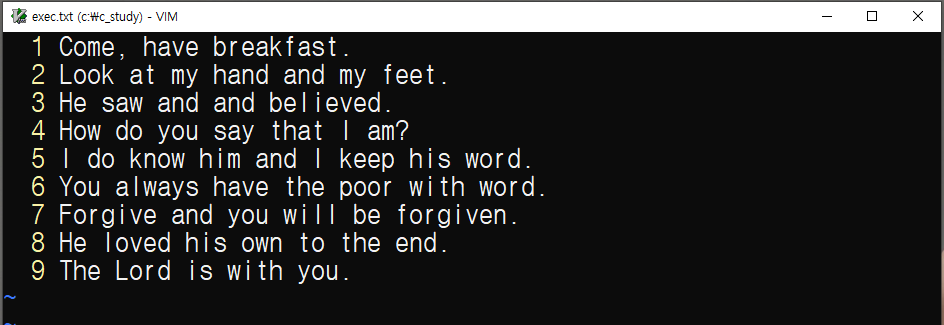 exec.txt (c:₩c_study) - VIM
1 Come, have breakfast.
2 Look at my hand and my feet.
3 He saw and and believed.
4 How do you say that I am?
5 I do know him and I keep his word.
6 You always have the poor with word.
7 Forgive and you will be forgiven.
8 He loved his own to the end.
9 The Lord is with you.
~
~